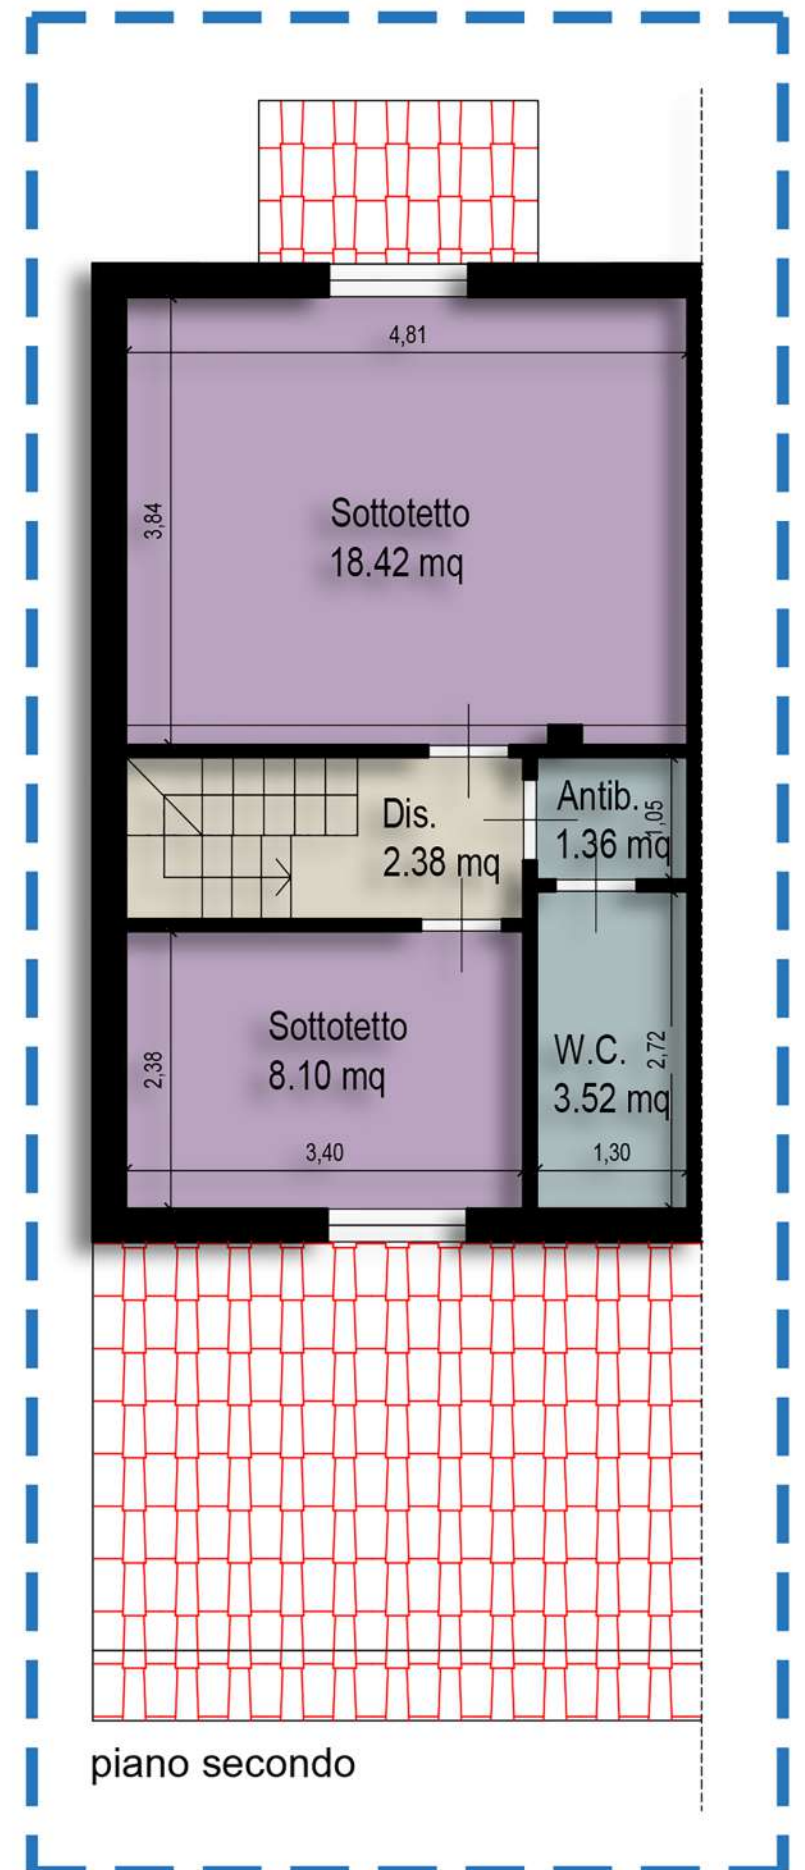 4,81
3,84
Sottotetto
18.42 mq
Dis.
2.38 mq
Antib.
1.36 mq
1,05
Sottotetto
8.10 mq
2,38
3,40
W.C.
3.52 mq
2,72
1,30
piano secondo